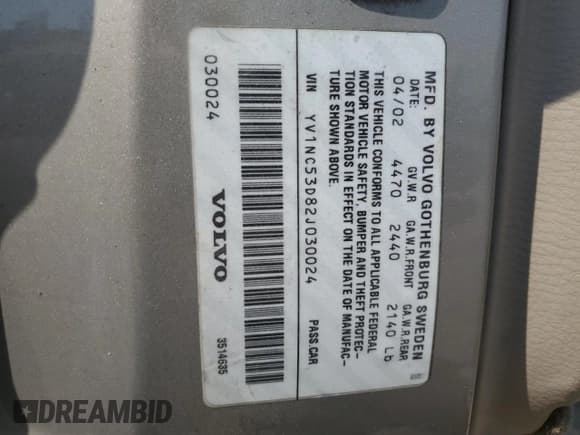 MFD. BY VOLVO GOTHENBURG SWEDEN
DATE: GV.W.R GA.W.R.FRONT GA.W.R.REAR
04/02 4470 2440 2140 Lb
THIS VEHICLE CONFORMS TO ALL APPLICABLE FEDERAL
MOTOR VEHICLE SAFETY, BUMPER AND THEFT PROTEC-
TION STANDARDS IN EFFECT ON THE DATE OF MANUFAC-
TURE SHOWN ABOVE.
VIN YV1NC53D82J030024 PASS.CAR
030024 VOLVO 3514635
DREAMBID